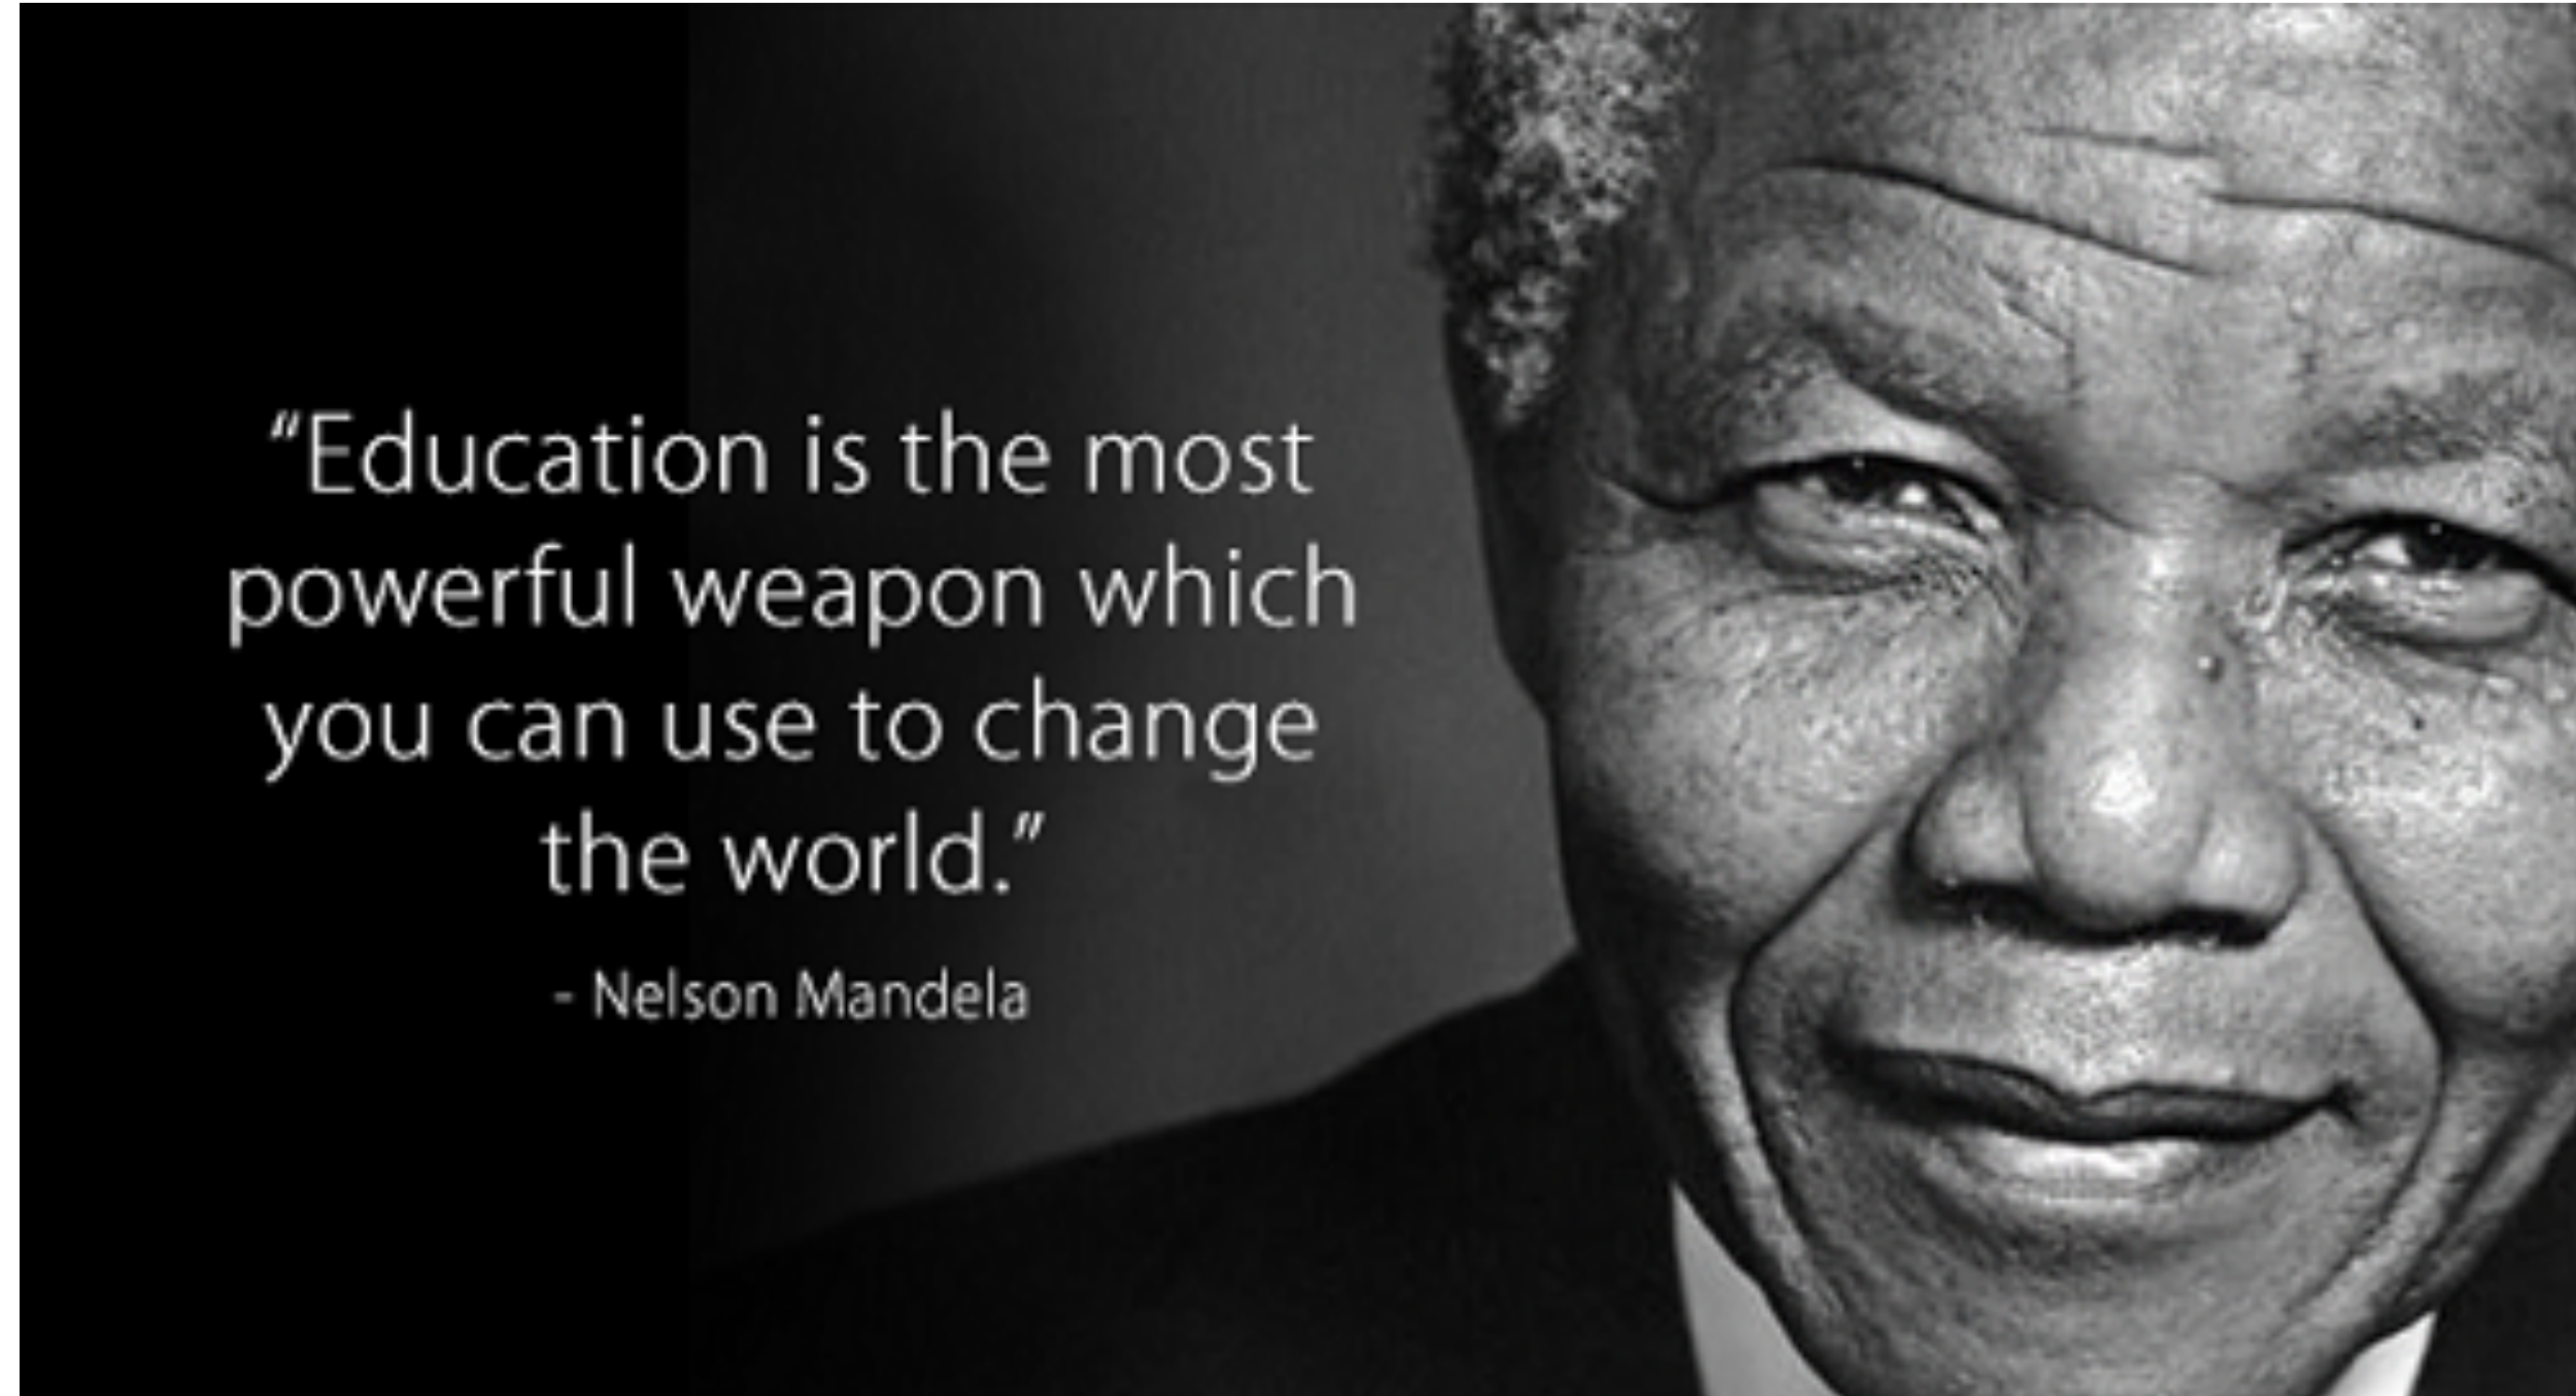 “Education is the most
powerful weapon which
you can use to change
the world.”
- Nelson Mandela